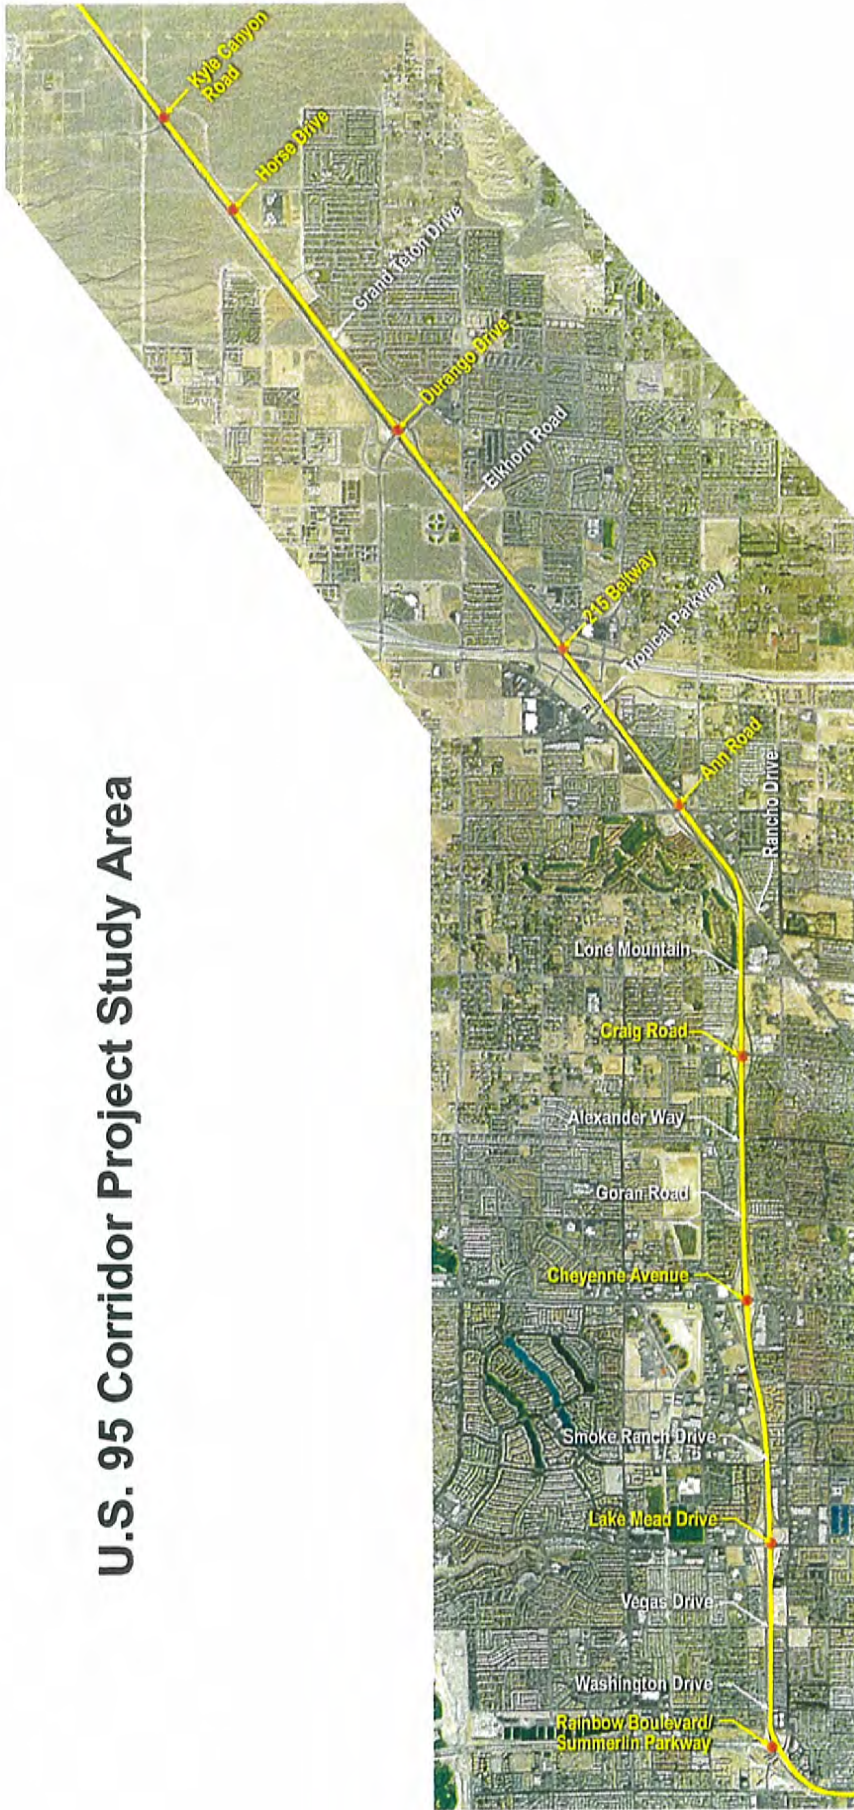 U.S. 95 Corridor Project Study Area
Kyle Canyon
Road
Horse Drive
Grand Teton Drive
Durango Drive
Elkhorn Road
215 Beltway
Tropical Parkway
Ann Road
Rancho Drive
Lone Mountain
Craig Road
Alexander Way
Goran Road
Cheyenne Avenue
Smoke Ranch Drive
Lake Mead Drive
Vegas Drive
Washington Drive
Rainbow Boulevard/
Summerlin Parkway